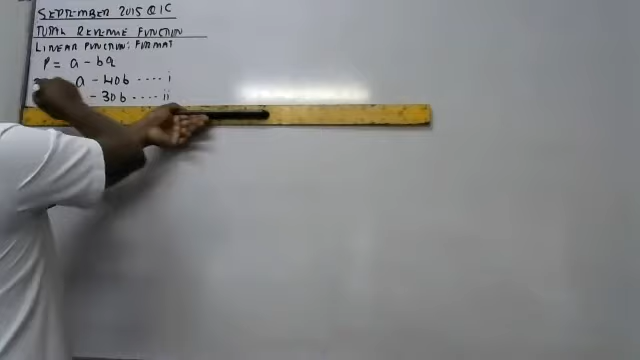 SEPTEMBER 2015 Q1C
TOTAL REVENUE FUNCTION
LINEAR FUNCTION: FORMAT
P = a - bq
a - 40b .... i
- 30b .... ii